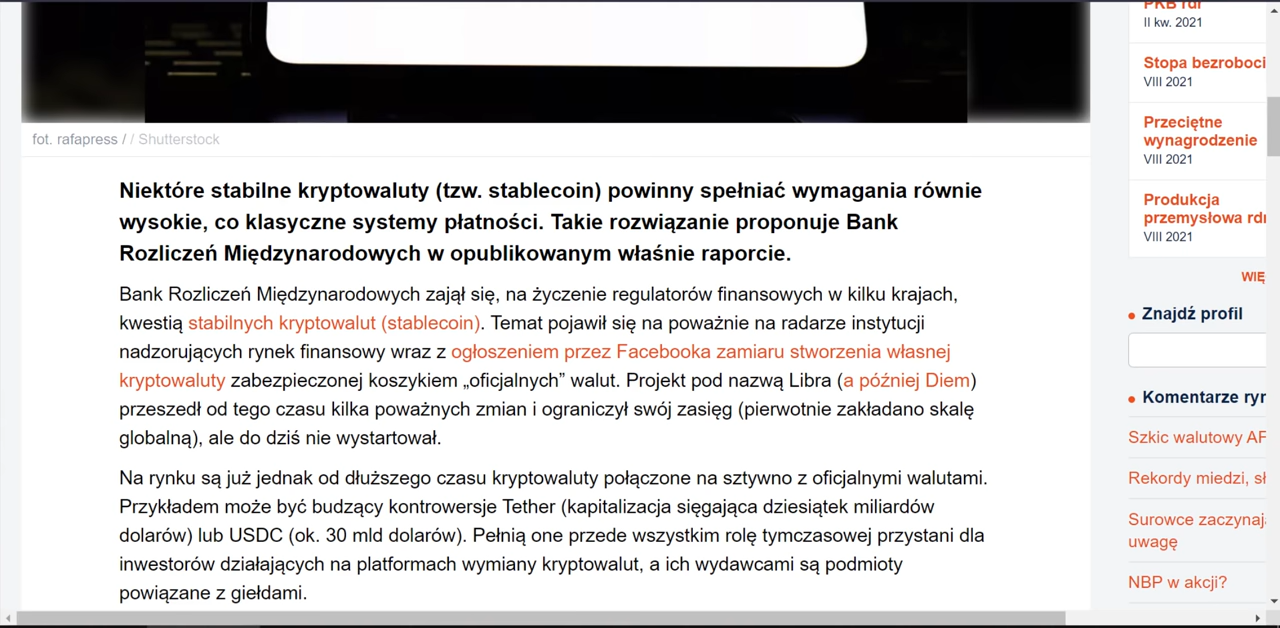 fot. rafapress / / Shutterstock
Niektóre stabilne kryptowaluty (tzw. stablecoin) powinny spełniać wymagania równie
wysokie, co klasyczne systemy płatności. Takie rozwiązanie proponuje Bank
Rozliczeń Międzynarodowych w opublikowanym właśnie raporcie.
Bank Rozliczeń Międzynarodowych zajął się, na życzenie regulatorów finansowych w kilku krajach,
kwestią stabilnych kryptowalut (stablecoin). Temat pojawił się na poważnie na radarze instytucji
nadzorujących rynek finansowy wraz z ogłoszeniem przez Facebooka zamiaru stworzenia własnej
kryptowaluty zabezpieczonej koszykiem „oficjalnych” walut. Projekt pod nazwą Libra (a później Diem)
przeszedł od tego czasu kilka poważnych zmian i ograniczył swój zasięg (pierwotnie zakładano skalę
globalną), ale do dziś nie wystartował.
Na rynku są już jednak od dłuższego czasu kryptowaluty połączone na sztywno z oficjalnymi walutami.
Przykładem może być budzący kontrowersje Tether (kapitalizacja sięgająca dziesiątek miliardów
dolarów) lub USDC (ok. 30 mld dolarów). Pełnią one przede wszystkim rolę tymczasowej przystani dla
inwestorów działających na platformach wymiany kryptowalut, a ich wydawcami są podmioty
powiązane z giełdami.
PKB rdr
II kw. 2021
Stopa bezroboci
VIII 2021
Przeciętne
wynagrodzenie
VIII 2021
Produkcja
przemysłowa rdr
VIII 2021
WIĘ
Znajdź profil
Komentarze ryn
Szkic walutowy AF
Rekordy miedzi, sł
Surowce zaczynaj
uwagę
NBP w akcji?